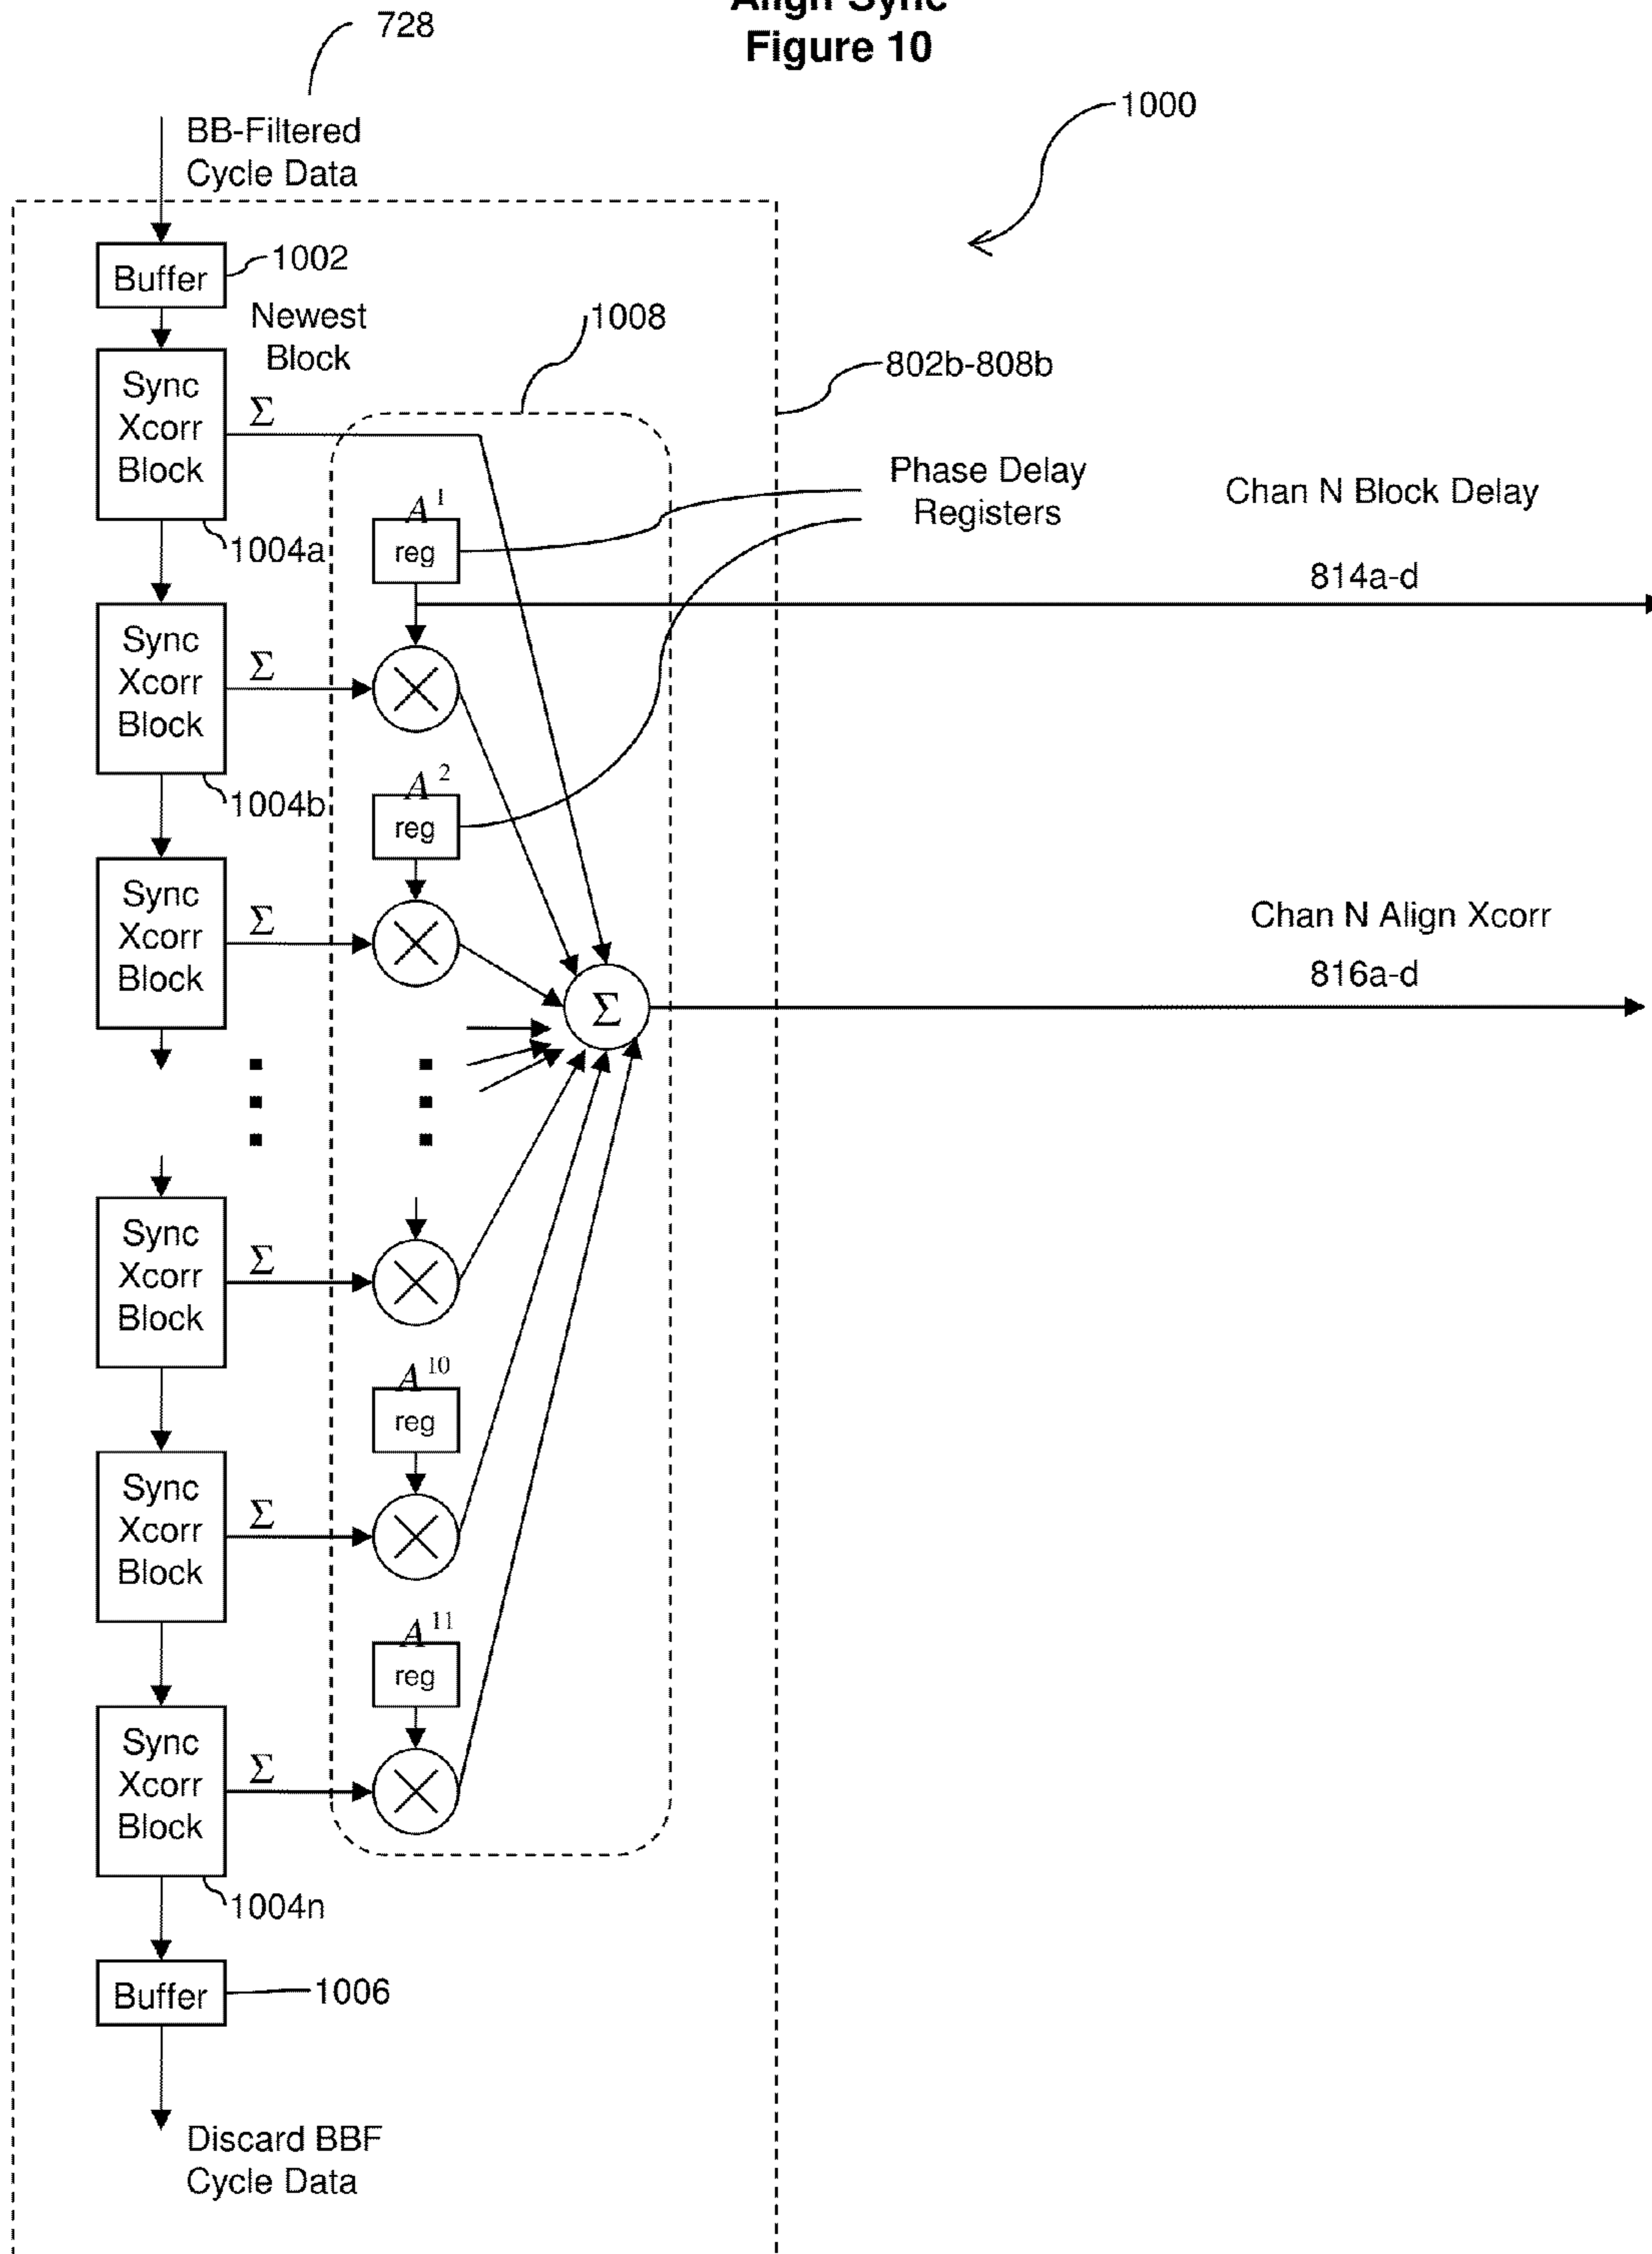 Align Sync
Figure 10
728
1000
BB-Filtered
Cycle Data
Buffer
1002
Newest
Block
1008
802b-808b
Sync
Xcorr
Block
Σ
1004a
A¹
reg
Phase Delay
Registers
Chan N Block Delay
814a-d
Sync
Xcorr
Block
Σ
1004b
A²
reg
Sync
Xcorr
Block
Σ
Σ
Chan N Align Xcorr
816a-d
Sync
Xcorr
Block
Σ
A¹⁰
reg
Sync
Xcorr
Block
Σ
A¹¹
reg
Sync
Xcorr
Block
Σ
1004n
Buffer
1006
Discard BBF
Cycle Data